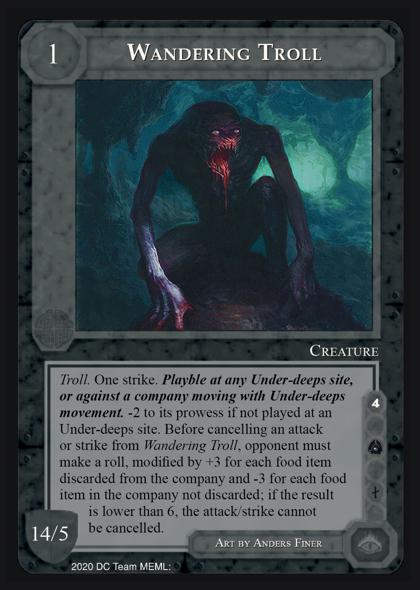 1
WANDERING TROLL
CREATURE
Troll. One strike. Playble at any Under-deeps site,
or against a company moving with Under-deeps
movement. -2 to its prowess if not played at an
Under-deeps site. Before cancelling an attack
or strike from Wandering Troll, opponent must
make a roll, modified by +3 for each food item
discarded from the company and -3 for each food
item in the company not discarded; if the result
is lower than 6, the attack/strike cannot
be cancelled.
4
14/5
ART BY ANDERS FINER
2020 DC Team MEML: